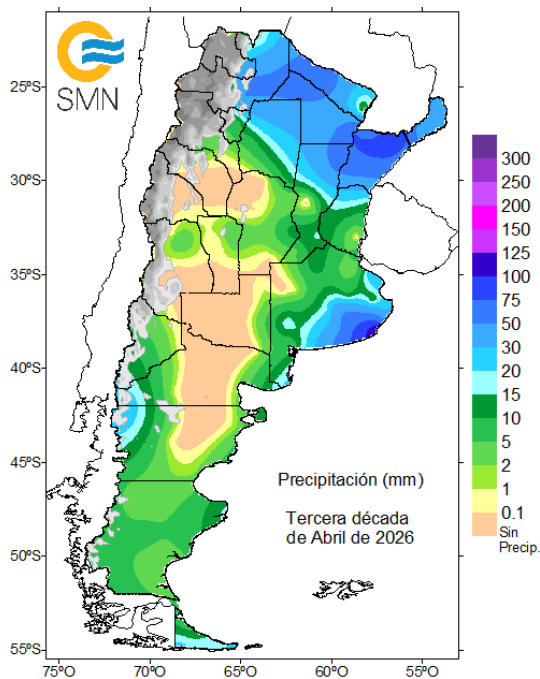 SMN
25ºS
30ºS
35ºS
40ºS
45ºS
50ºS
55ºS
75ºO
70ºO
65ºO
60ºO
55ºO
Precipitación (mm)
Tercera década
de Abril de 2026
300
250
200
150
125
100
75
50
30
20
15
10
5
2
1
0.1
Sin
Precip.